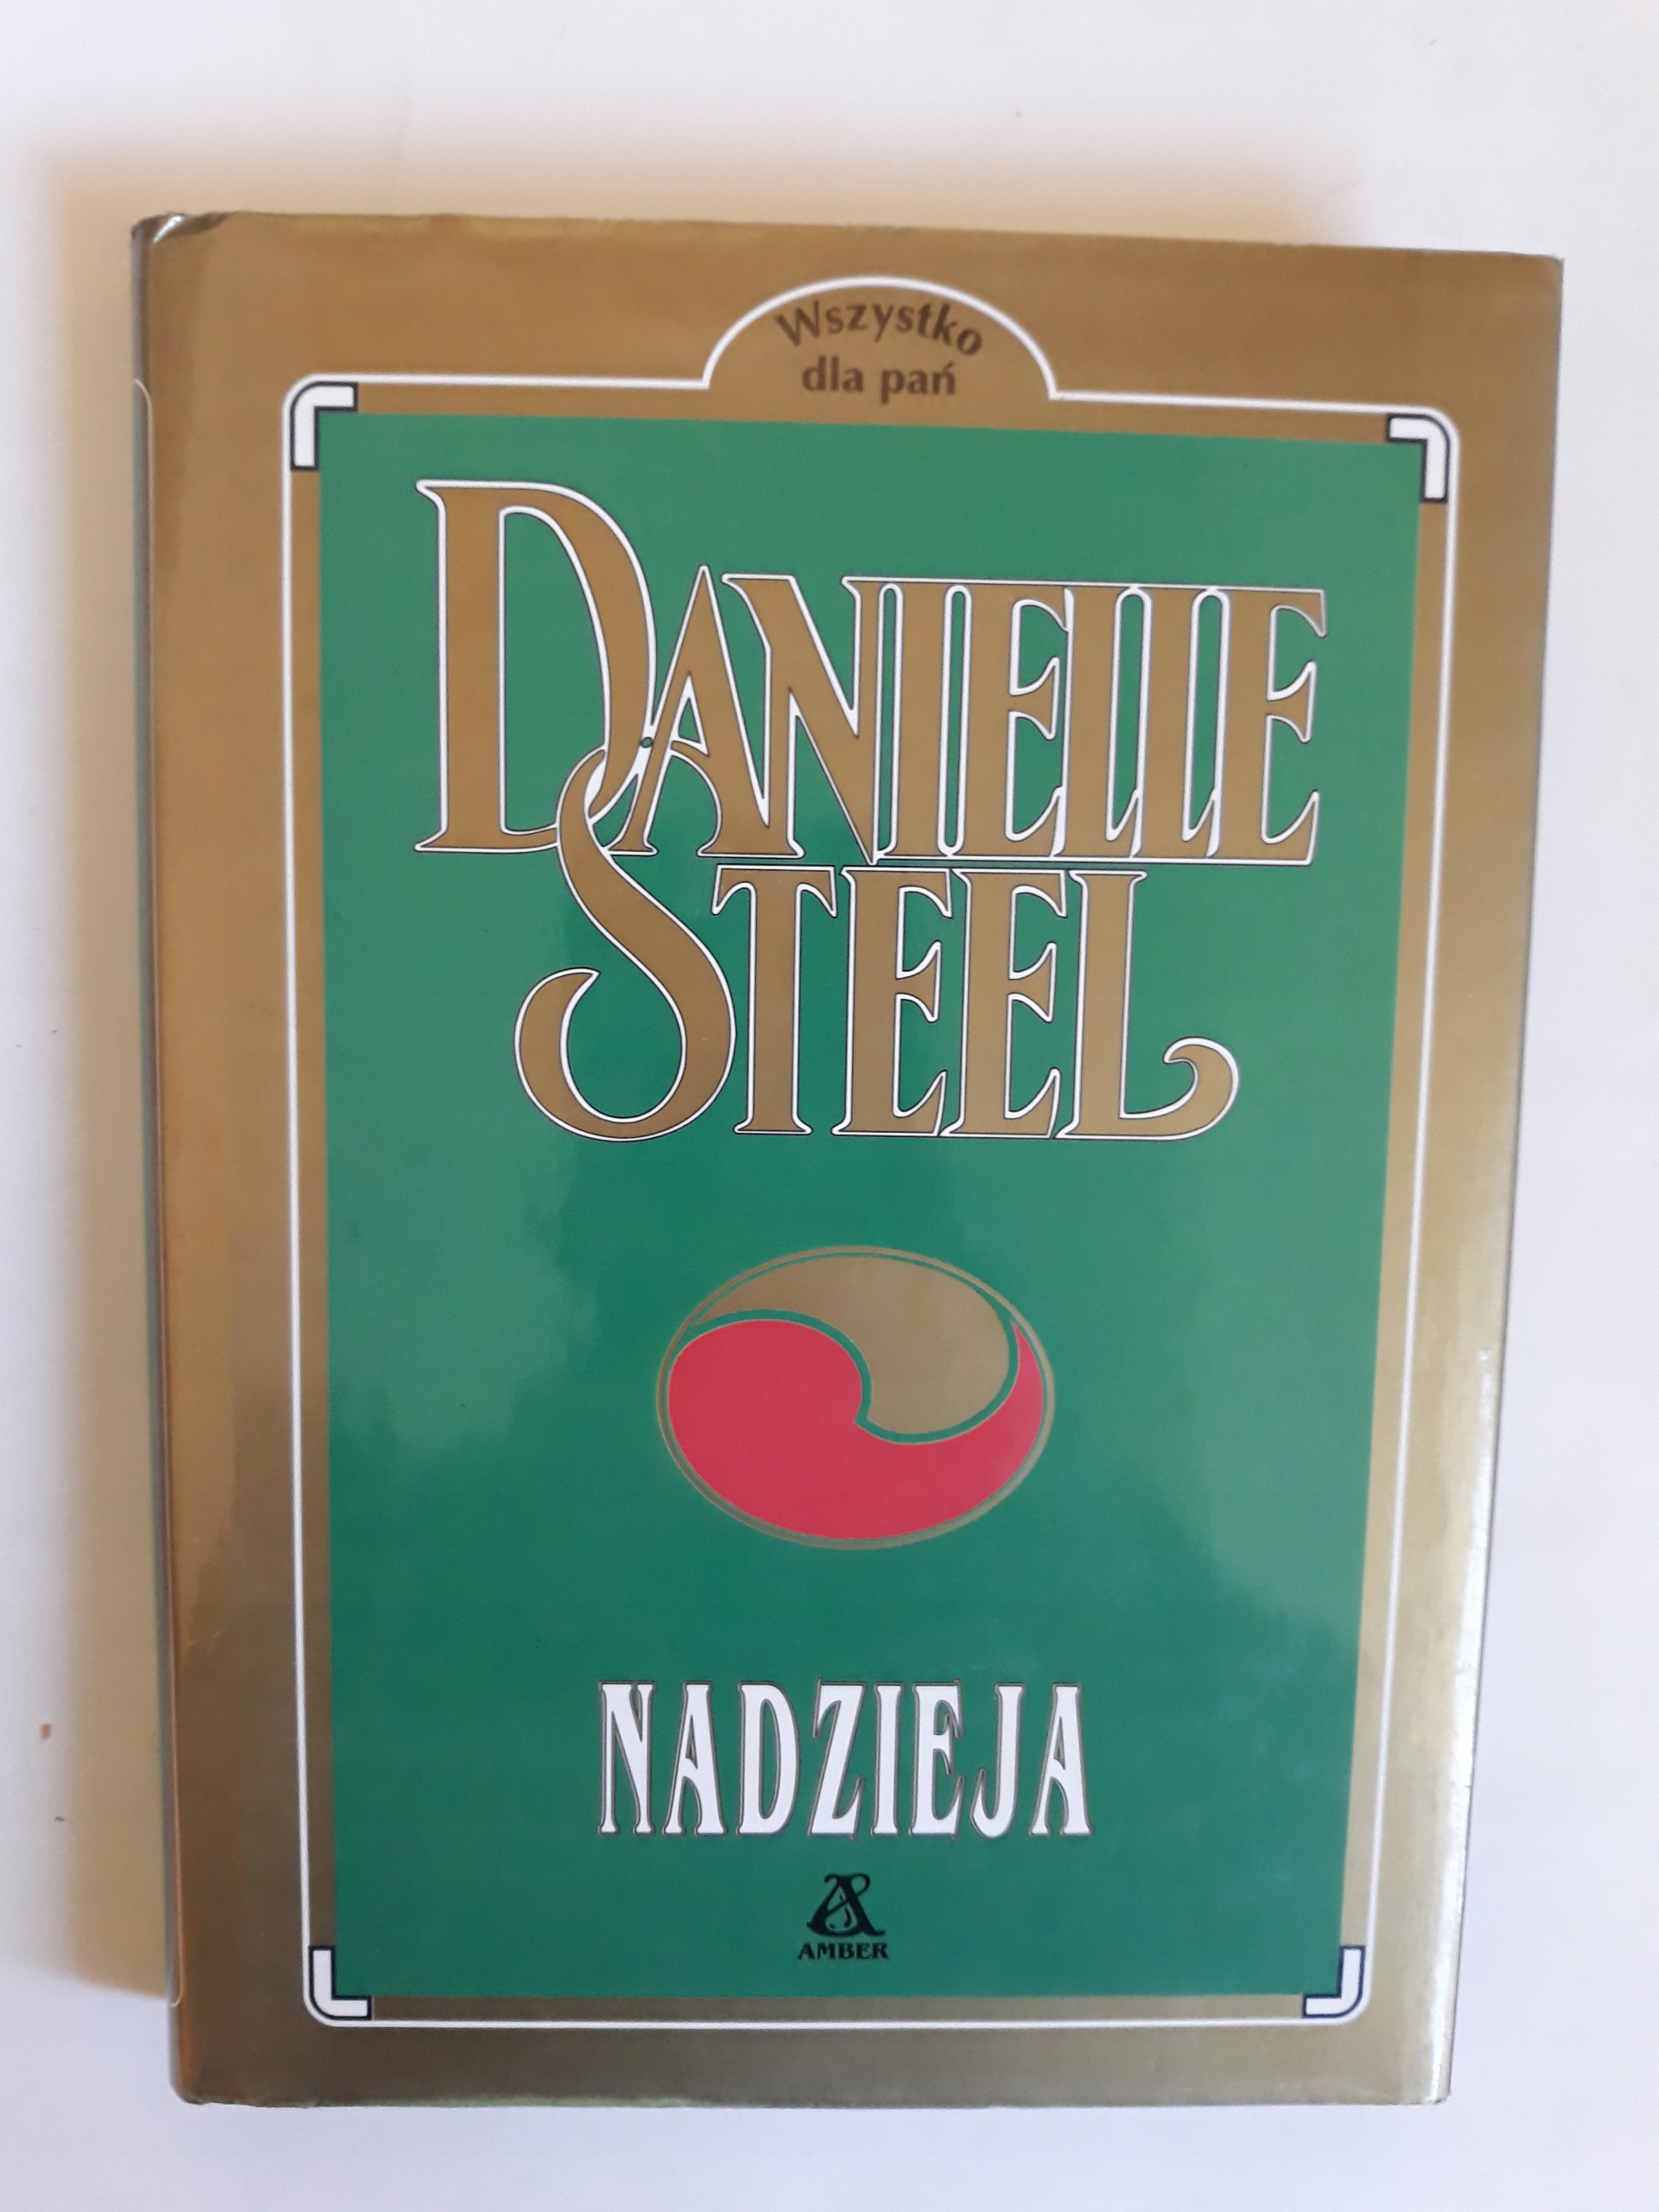 Wszystko
dla pań
DANIELLE
STEEL
NADZIEJA
AMBER